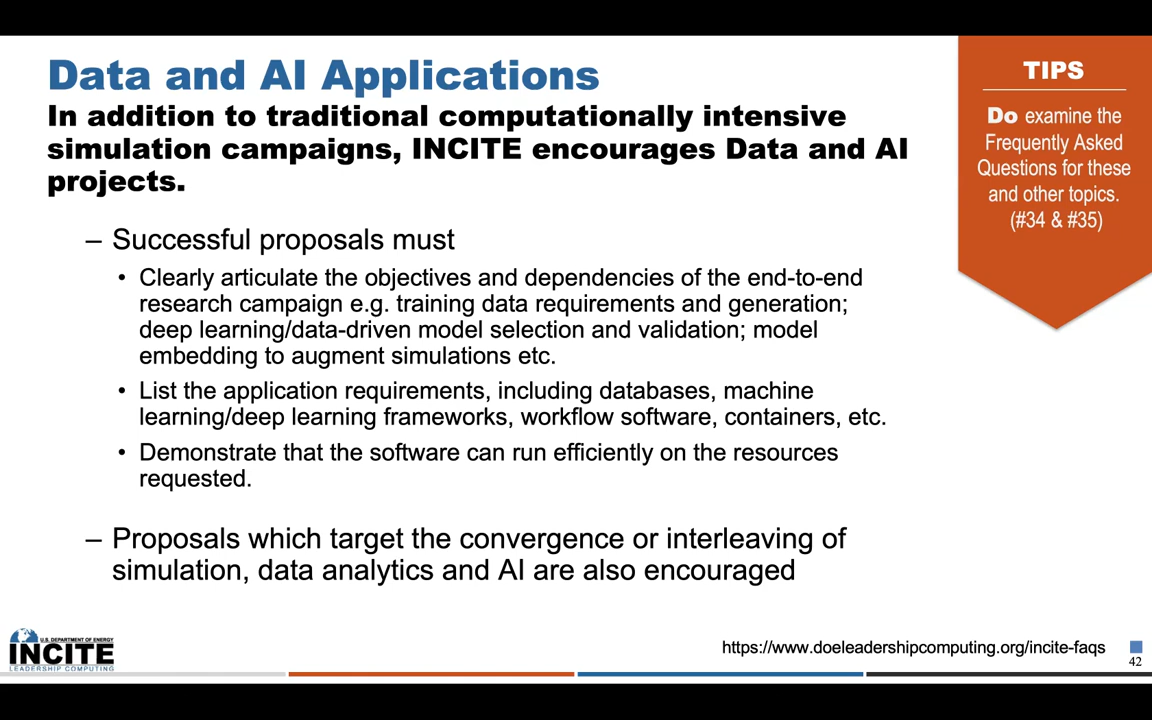 Data and AI Applications
In addition to traditional computationally intensive
simulation campaigns, INCITE encourages Data and AI
projects.
– Successful proposals must
• Clearly articulate the objectives and dependencies of the end-to-end
research campaign e.g. training data requirements and generation;
deep learning/data-driven model selection and validation; model
embedding to augment simulations etc.
• List the application requirements, including databases, machine
learning/deep learning frameworks, workflow software, containers, etc.
• Demonstrate that the software can run efficiently on the resources
requested.
– Proposals which target the convergence or interleaving of
simulation, data analytics and AI are also encouraged
TIPS
Do examine the
Frequently Asked
Questions for these
and other topics.
(#34 & #35)
U.S. DEPARTMENT OF ENERGY
INCITE
LEADERSHIP COMPUTING
https://www.doeleadershipcomputing.org/incite-faqs
42